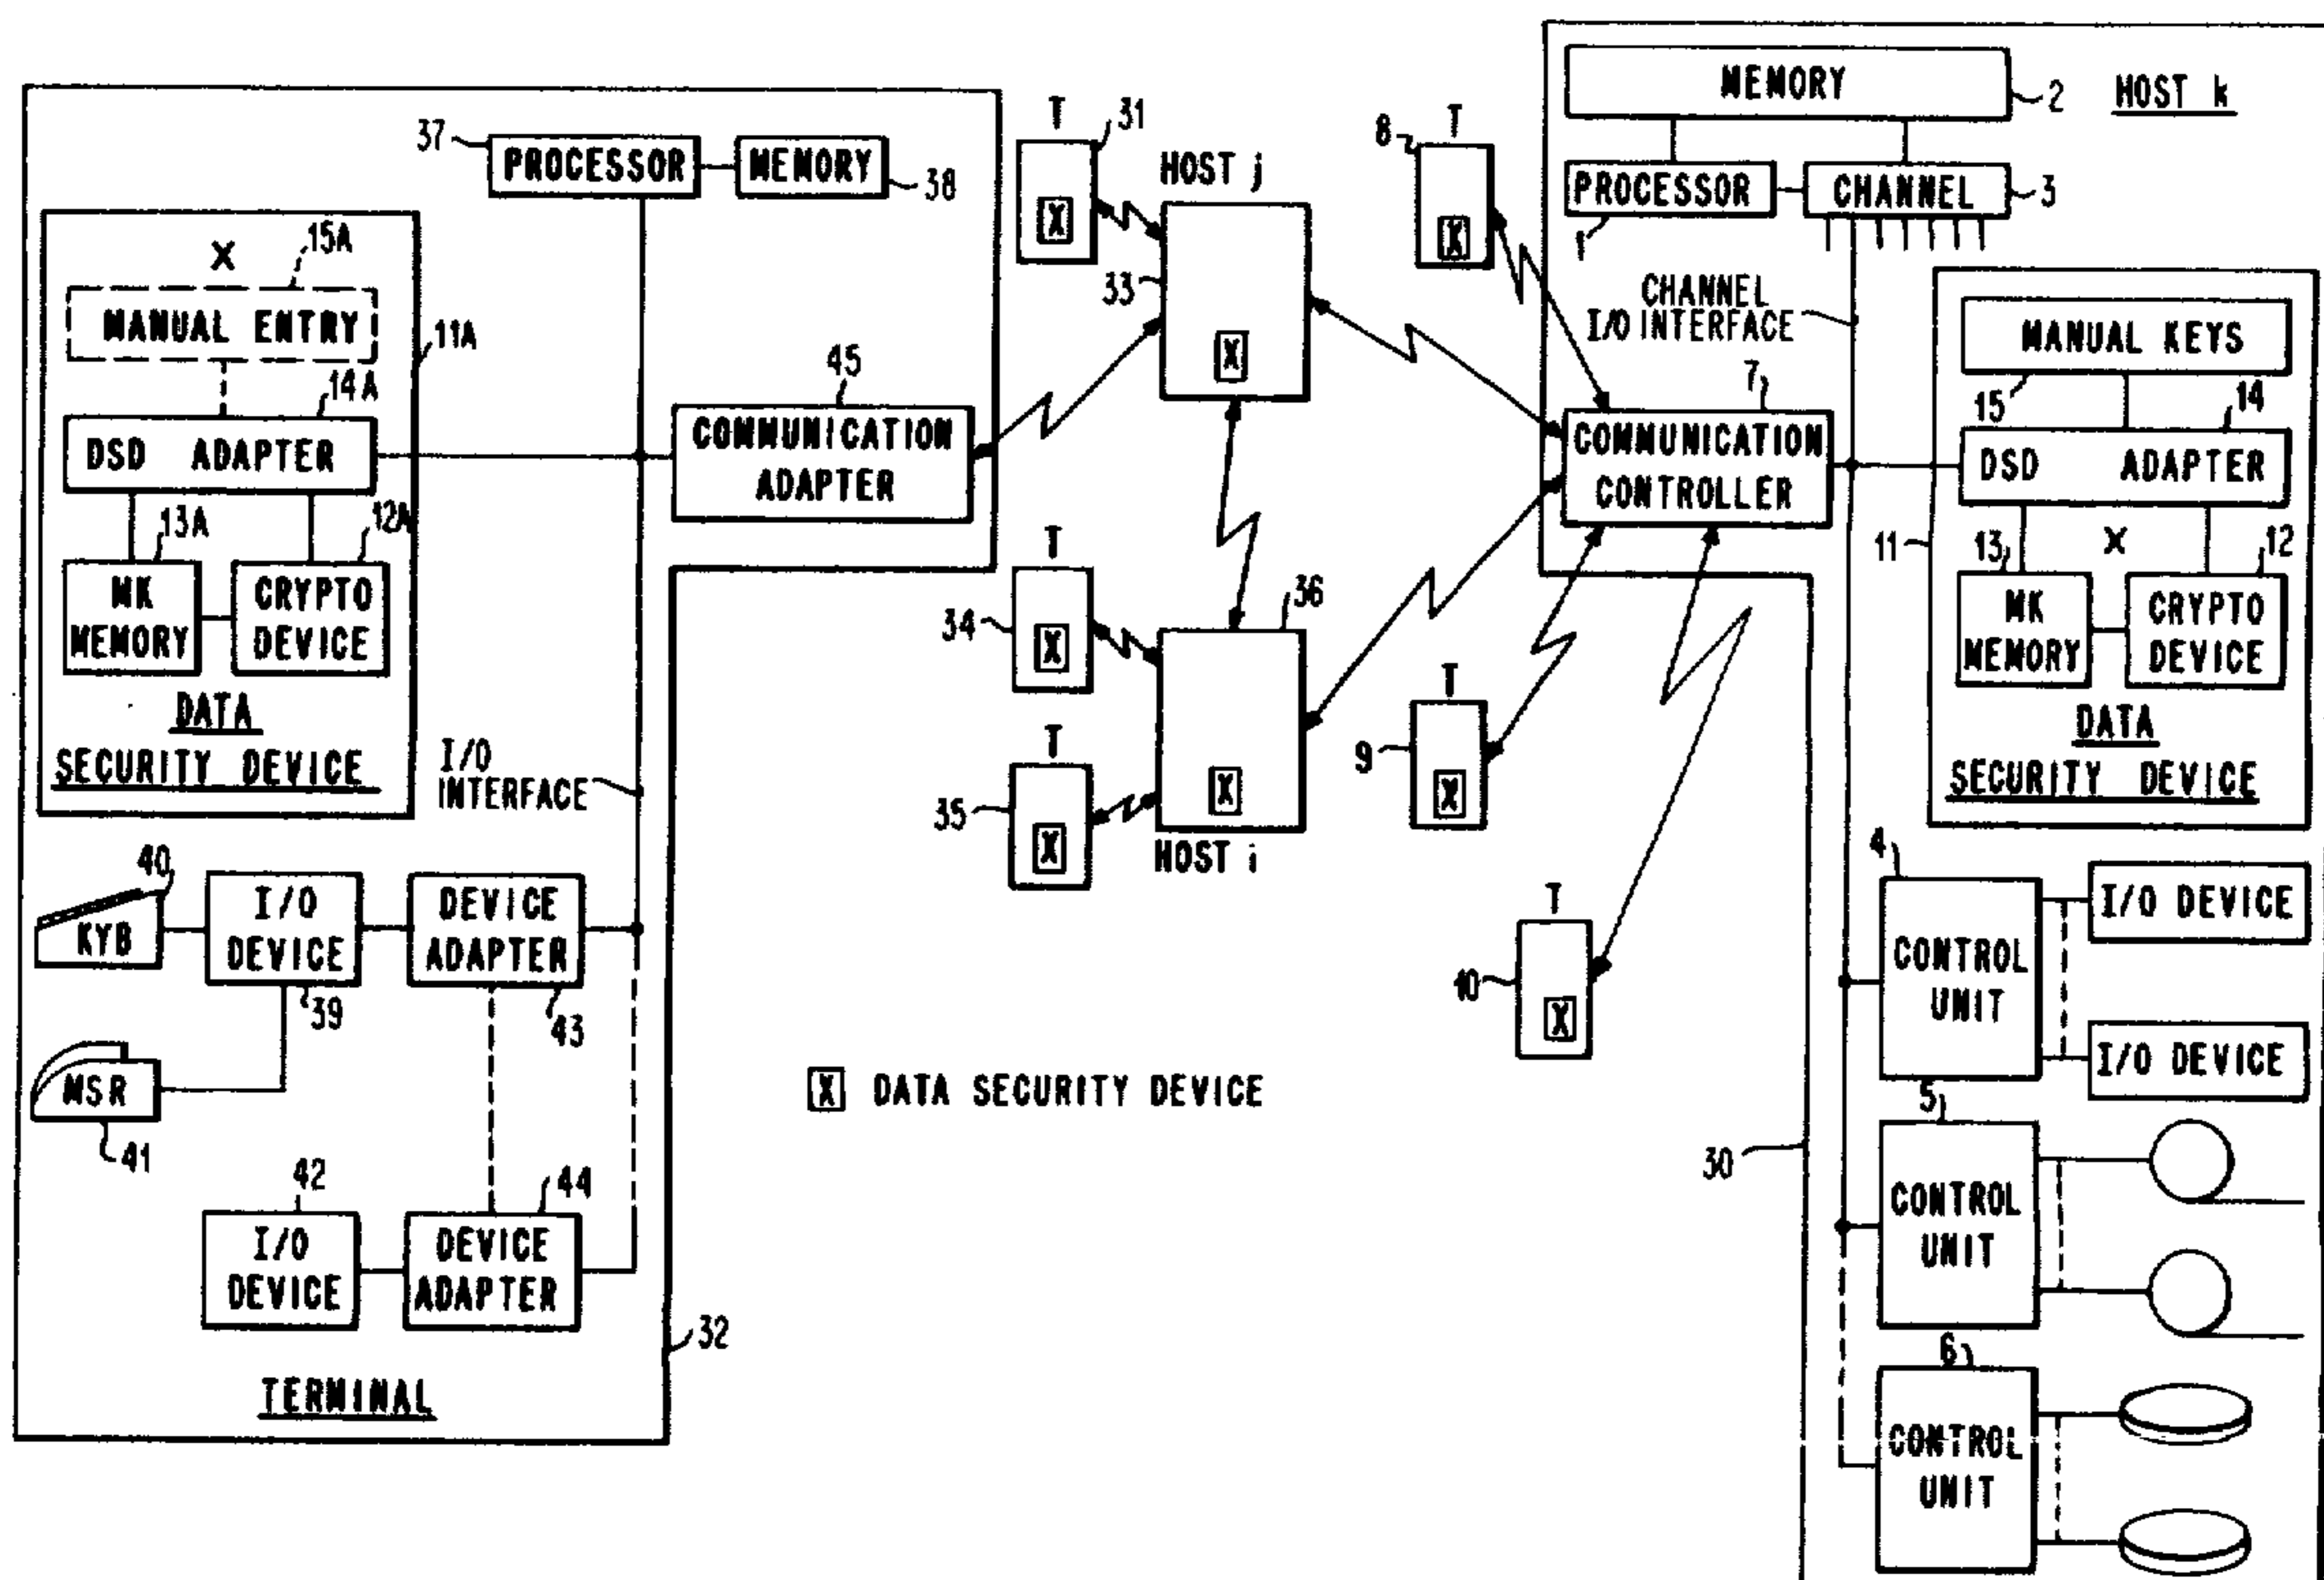 MEMORY
2
HOST k
PROCESSOR
1
CHANNEL
3
37
PROCESSOR
MEMORY
38
T
31
X
HOST j
33
X
8
T
X
CHANNEL
I/O INTERFACE
X
15A
MANUAL ENTRY
11A
14A
DSD ADAPTER
13A
12A
MK
MEMORY
CRYPTO
DEVICE
DATA
SECURITY DEVICE
I/O
INTERFACE
45
COMMUNICATION
ADAPTER
7
COMMUNICATION
CONTROLLER
MANUAL KEYS
15
14
DSD ADAPTER
11
13
X
12
MK
MEMORY
CRYPTO
DEVICE
DATA
SECURITY DEVICE
T
34
X
36
T
35
X
X
HOST i
T
9
X
T
10
X
40
KYB
I/O
DEVICE
39
DEVICE
ADAPTER
43
MSR
41
42
I/O
DEVICE
44
DEVICE
ADAPTER
32
TERMINAL
X DATA SECURITY DEVICE
30
4
CONTROL
UNIT
I/O DEVICE
I/O DEVICE
5
CONTROL
UNIT
6
CONTROL
UNIT